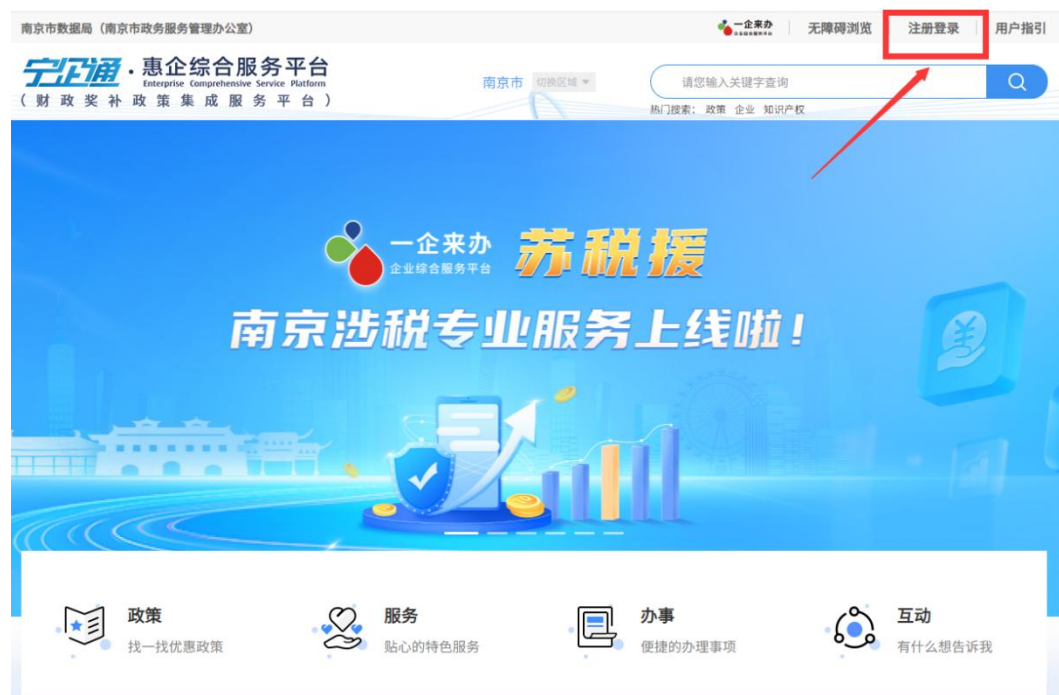 南京市数据局（南京市政务服务管理办公室）
一企来办
无障碍浏览
注册登录
用户指引
宁企通·惠企综合服务平台
Enterprise Comprehensive Service Platform
（财政奖补政策集成服务平台）
南京市
切换区域
请您输入关键字查询
热门搜索： 政策 企业 知识产权
一企来办
企业综合服务平台
苏税援
南京涉税专业服务上线啦！
政策
找一找优惠政策
服务
贴心的特色服务
办事
便捷的办理事项
互动
有什么想告诉我